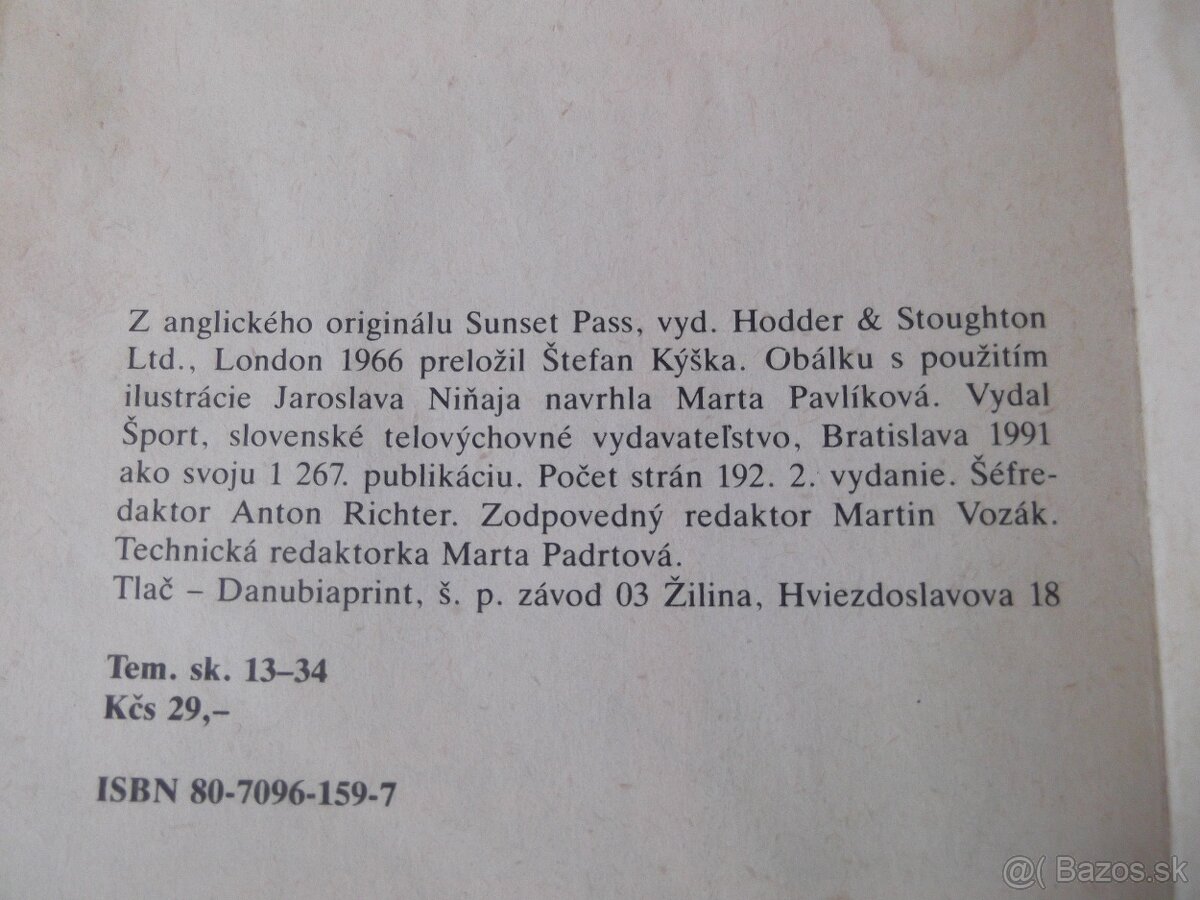 Z anglického originálu Sunset Pass, vyd. Hodder & Stoughton
Ltd., London 1966 preložil Štefan Kýška. Obálku s použitím
ilustrácie Jaroslava Niňaja navrhla Marta Pavlíková. Vydal
Šport, slovenské telovýchovné vydavateľstvo, Bratislava 1991
ako svoju 1 267. publikáciu. Počet strán 192. 2. vydanie. Šéfre-
daktor Anton Richter. Zodpovedný redaktor Martin Vozák.
Technická redaktorka Marta Padrtová.
Tlač – Danubiaprint, š. p. závod 03 Žilina, Hviezdoslavova 18
Tem. sk. 13–34
Kčs 29,–
ISBN 80-7096-159-7
@( Bazos.sk